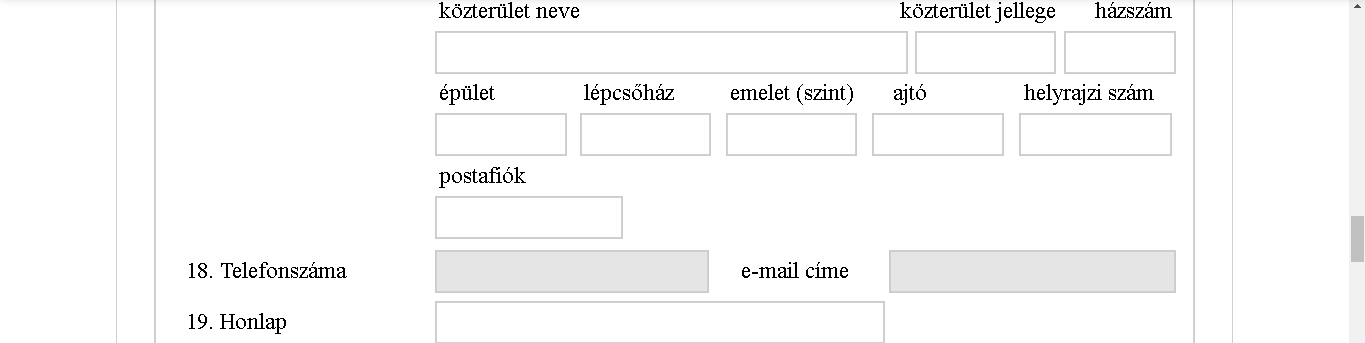 közterület neve közterület jellege házszám
épület lépcsőház emelet (szint) ajtó helyrajzi szám
postafiók
18. Telefonszáma e-mail címe
19. Honlap